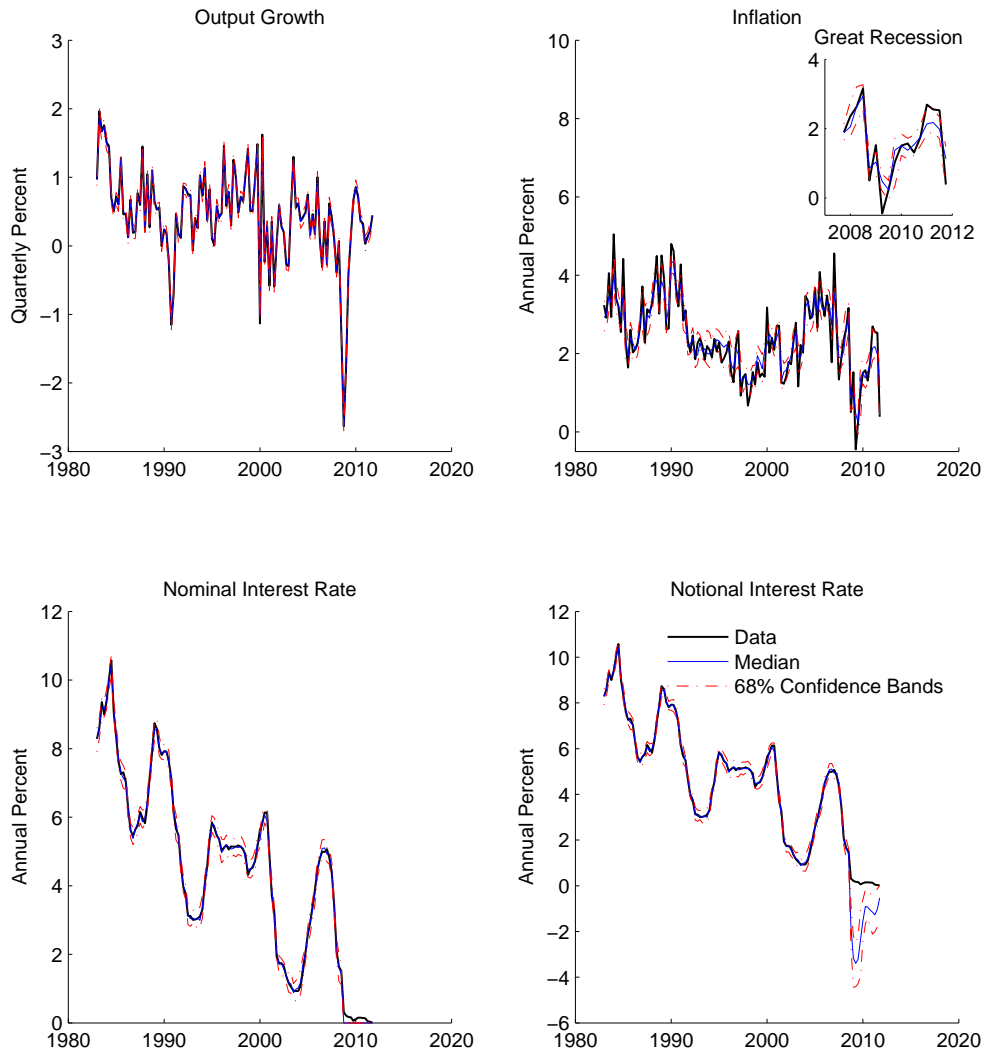 Output Growth
Quarterly Percent
3
2
1
0
−1
−2
−3
1980 1990 2000 2010 2020
Inflation
Annual Percent
10
8
6
4
2
0
1980 1990 2000 2010 2020
Great Recession
4
2
0
2008 2010 2012
Nominal Interest Rate
Annual Percent
12
10
8
6
4
2
0
1980 1990 2000 2010 2020
Notional Interest Rate
Annual Percent
12
10
8
6
4
2
0
−2
−4
−6
1980 1990 2000 2010 2020
Data
Median
68% Confidence Bands